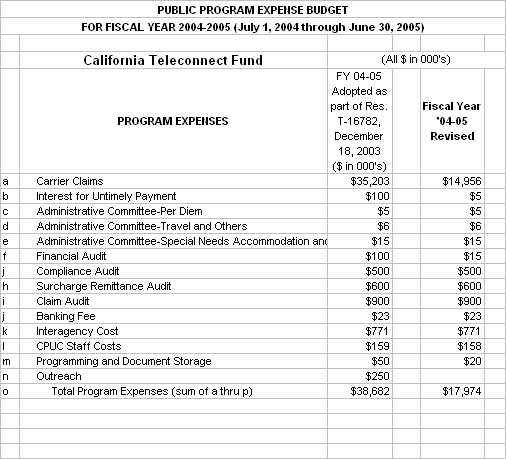 PUBLIC PROGRAM EXPENSE BUDGET
FOR FISCAL YEAR 2004-2005 (July 1, 2004 through June 30, 2005)
California Teleconnect Fund (All $ in 000's)
PROGRAM EXPENSES
FY 04-05
Adopted as
part of Res.
T-16782,
December
18, 2003
($ in 000's)
Fiscal Year
'04-05
Revised
a Carrier Claims $35,203 $14,956
b Interest for Untimely Payment $100 $5
c Administrative Committee-Per Diem $5 $5
d Administrative Committee-Travel and Others $6 $6
e Administrative Committee-Special Needs Accommodation and $15 $15
f Financial Audit $100 $15
j Compliance Audit $500 $500
h Surcharge Remittance Audit $600 $600
i Claim Audit $900 $900
j Banking Fee $23 $23
k Interagency Cost $771 $771
l CPUC Staff Costs $159 $158
m Programming and Document Storage $50 $20
n Outreach $250
o Total Program Expenses (sum of a thru p) $38,682 $17,974